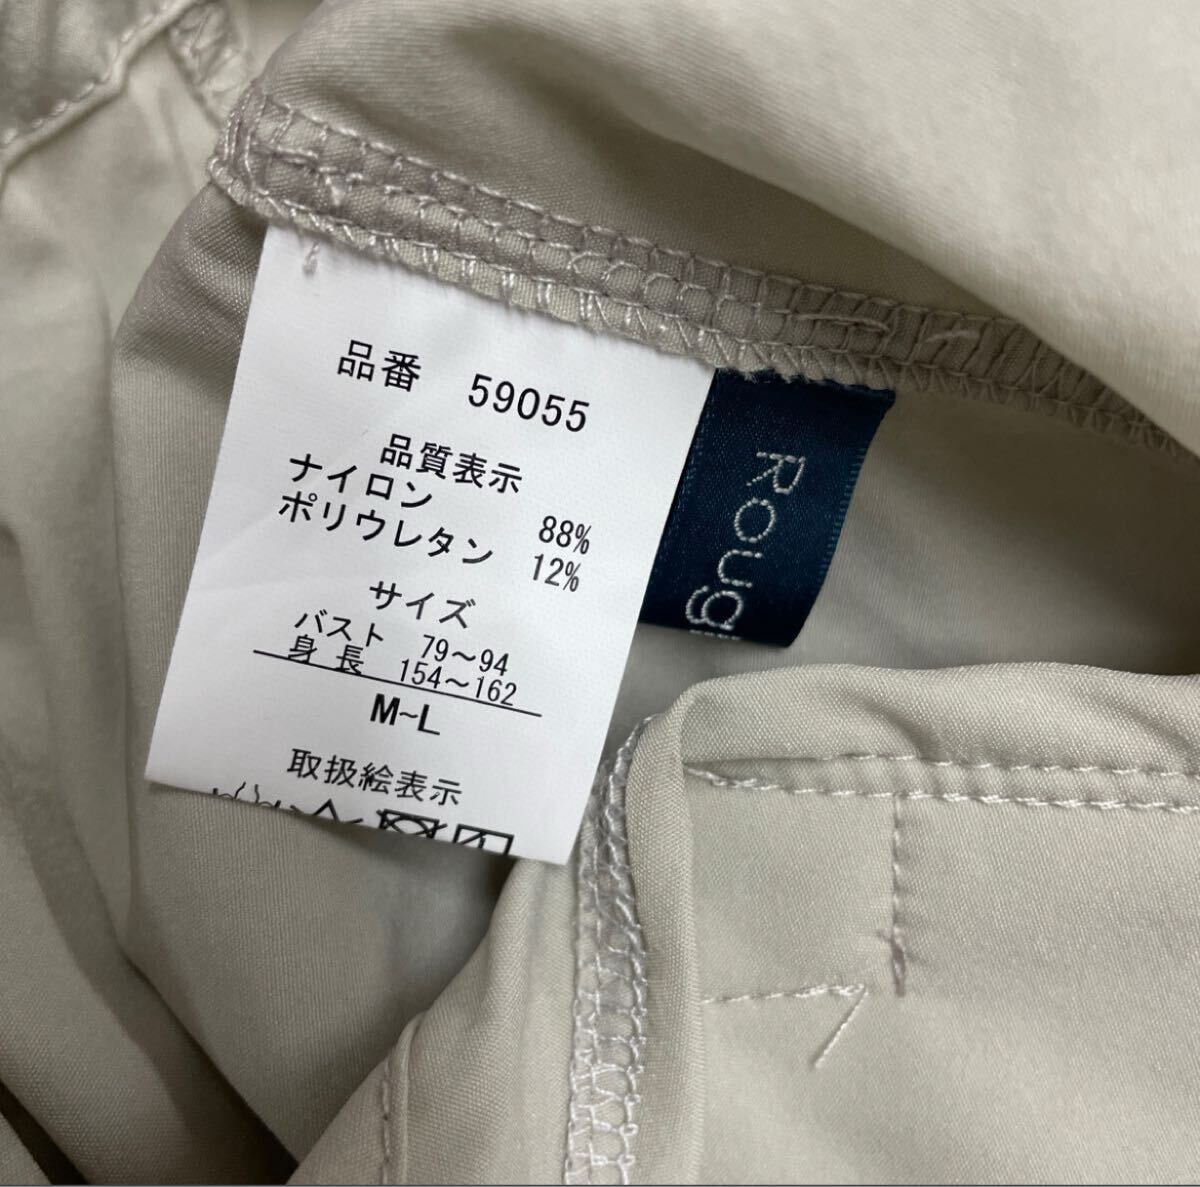 品番 59055
品質表示
ナイロン 88%
ポリウレタン 12%
サイズ
バスト 79～94
身長 154～162
M~L
取扱絵表示
Roug